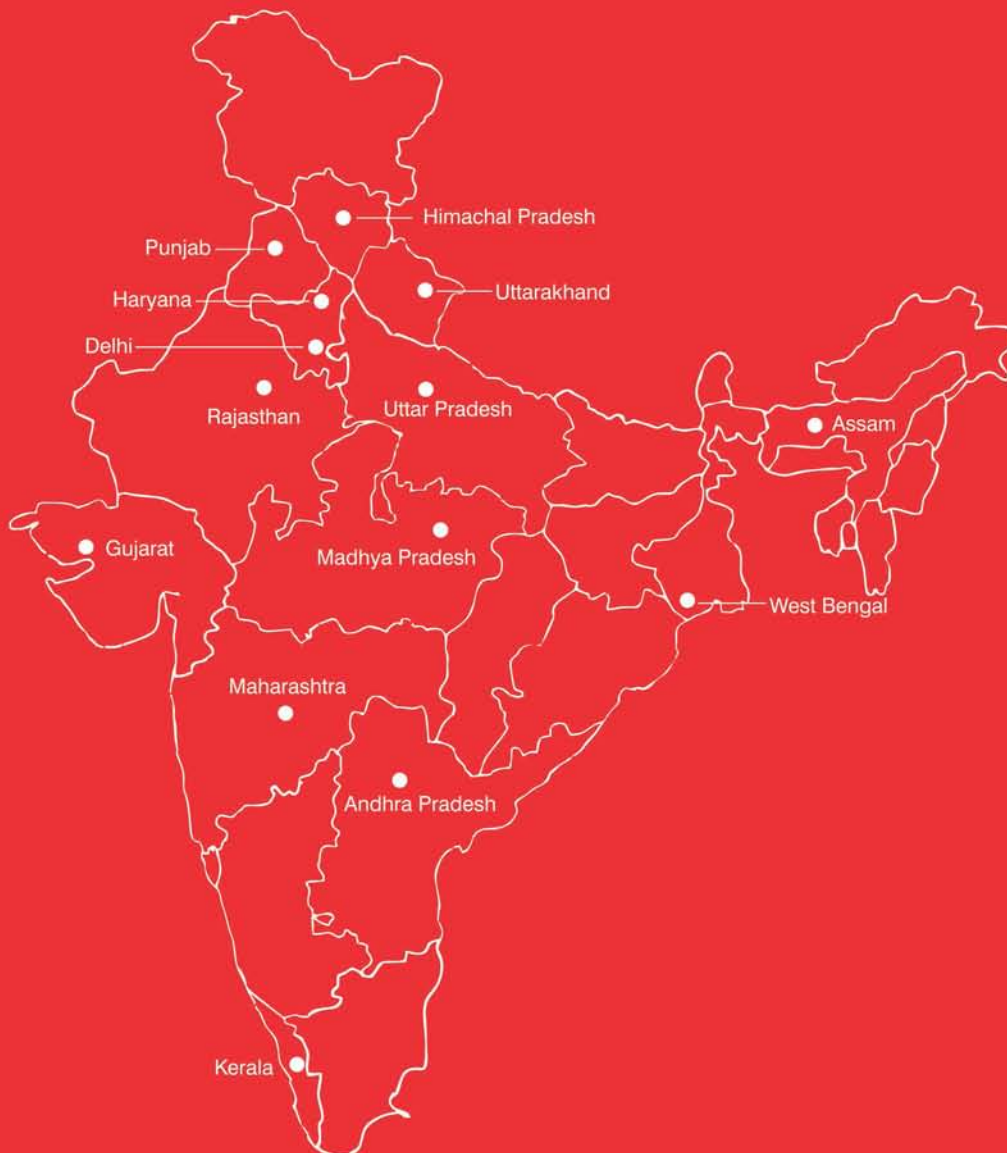 Himachal Pradesh
Punjab
Uttarakhand
Haryana
Delhi
Rajasthan
Uttar Pradesh
Assam
Gujarat
Madhya Pradesh
West Bengal
Maharashtra
Andhra Pradesh
Kerala